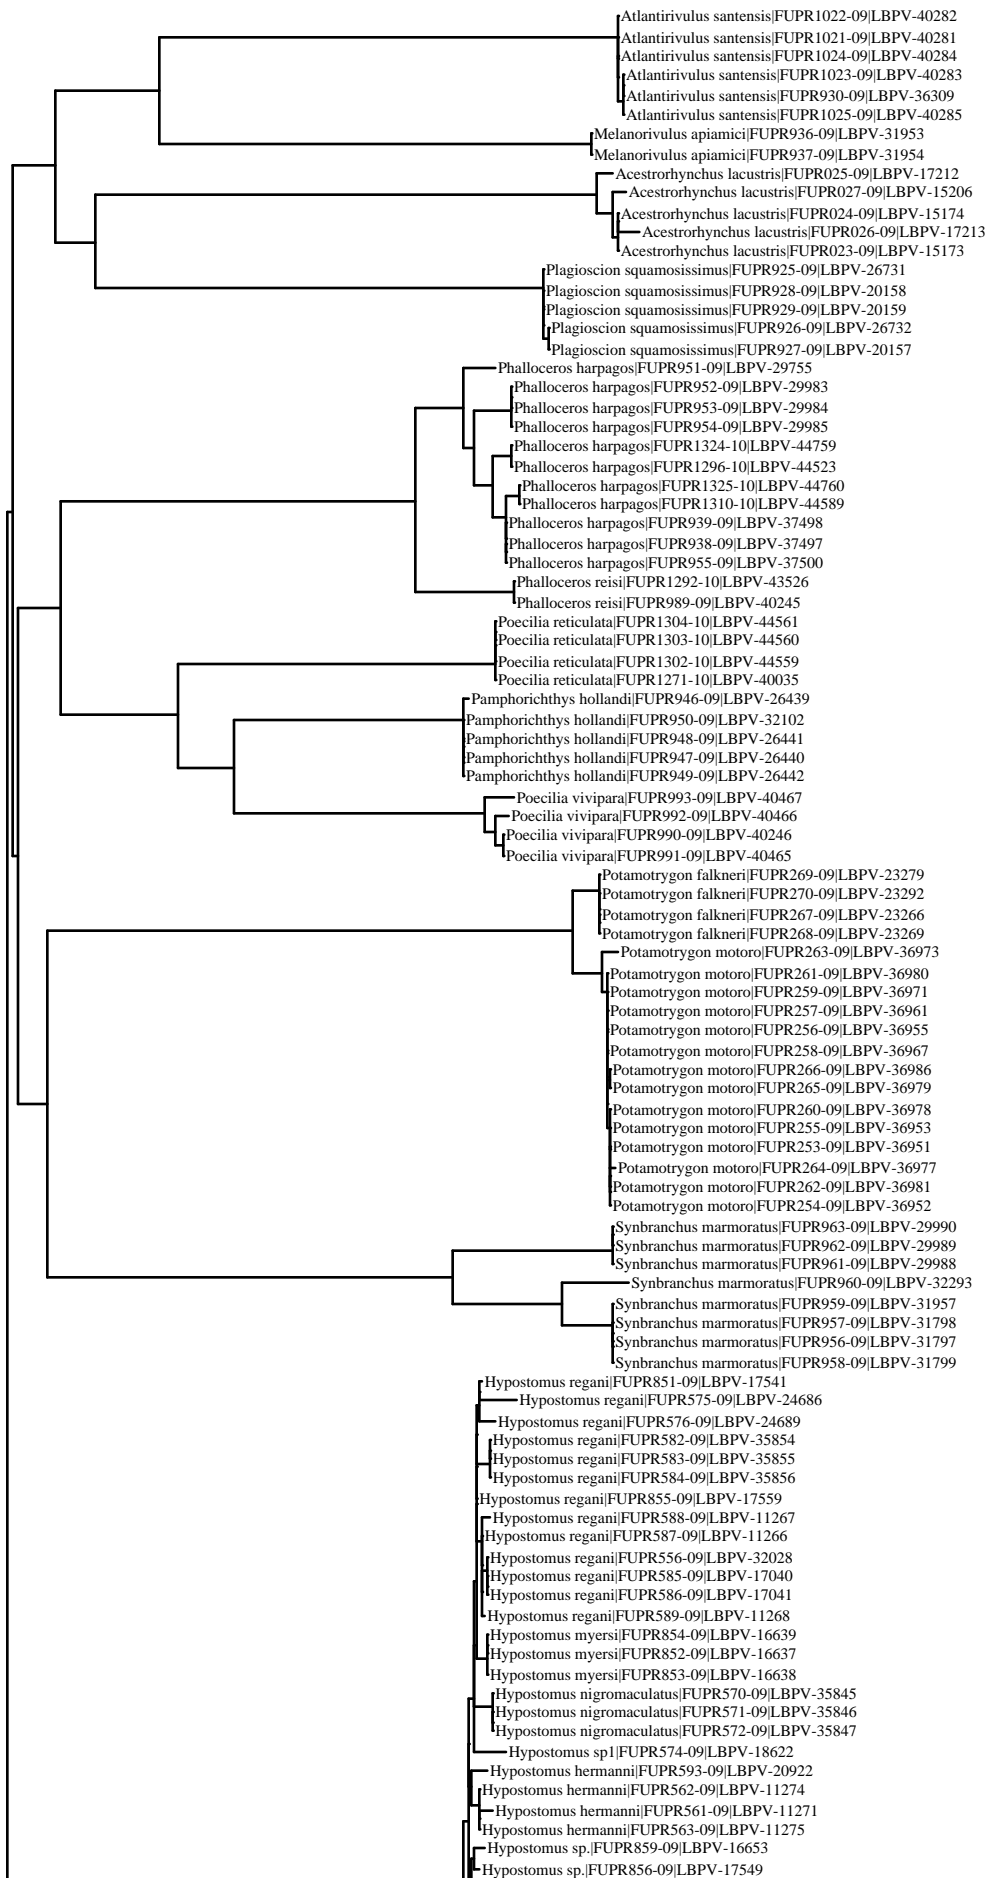 Atlantirivulus santensis|FUPR1022-09|LBPV-40282
Atlantirivulus santensis|FUPR1021-09|LBPV-40281
Atlantirivulus santensis|FUPR1024-09|LBPV-40284
Atlantirivulus santensis|FUPR1023-09|LBPV-40283
Atlantirivulus santensis|FUPR930-09|LBPV-36309
Atlantirivulus santensis|FUPR1025-09|LBPV-40285
Melanorivulus apiamici|FUPR936-09|LBPV-31953
Melanorivulus apiamici|FUPR937-09|LBPV-31954
Acestrorhynchus lacustris|FUPR025-09|LBPV-17212
Acestrorhynchus lacustris|FUPR027-09|LBPV-15206
Acestrorhynchus lacustris|FUPR024-09|LBPV-15174
Acestrorhynchus lacustris|FUPR026-09|LBPV-17213
Acestrorhynchus lacustris|FUPR023-09|LBPV-15173
Plagioscion squamosissimus|FUPR925-09|LBPV-26731
Plagioscion squamosissimus|FUPR928-09|LBPV-20158
Plagioscion squamosissimus|FUPR929-09|LBPV-20159
Plagioscion squamosissimus|FUPR926-09|LBPV-26732
Plagioscion squamosissimus|FUPR927-09|LBPV-20157
Phalloceros harpagos|FUPR951-09|LBPV-29755
Phalloceros harpagos|FUPR952-09|LBPV-29983
Phalloceros harpagos|FUPR953-09|LBPV-29984
Phalloceros harpagos|FUPR954-09|LBPV-29985
Phalloceros harpagos|FUPR1324-10|LBPV-44759
Phalloceros harpagos|FUPR1296-10|LBPV-44523
Phalloceros harpagos|FUPR1325-10|LBPV-44760
Phalloceros harpagos|FUPR1310-10|LBPV-44589
Phalloceros harpagos|FUPR939-09|LBPV-37498
Phalloceros harpagos|FUPR938-09|LBPV-37497
Phalloceros harpagos|FUPR955-09|LBPV-37500
Phalloceros reisi|FUPR1292-10|LBPV-43526
Phalloceros reisi|FUPR989-09|LBPV-40245
Poecilia reticulata|FUPR1304-10|LBPV-44561
Poecilia reticulata|FUPR1303-10|LBPV-44560
Poecilia reticulata|FUPR1302-10|LBPV-44559
Poecilia reticulata|FUPR1271-10|LBPV-40035
Pamphorichthys hollandi|FUPR946-09|LBPV-26439
Pamphorichthys hollandi|FUPR950-09|LBPV-32102
Pamphorichthys hollandi|FUPR948-09|LBPV-26441
Pamphorichthys hollandi|FUPR947-09|LBPV-26440
Pamphorichthys hollandi|FUPR949-09|LBPV-26442
Poecilia vivipara|FUPR993-09|LBPV-40467
Poecilia vivipara|FUPR992-09|LBPV-40466
Poecilia vivipara|FUPR990-09|LBPV-40246
Poecilia vivipara|FUPR991-09|LBPV-40465
Potamotrygon falkneri|FUPR269-09|LBPV-23279
Potamotrygon falkneri|FUPR270-09|LBPV-23292
Potamotrygon falkneri|FUPR267-09|LBPV-23266
Potamotrygon falkneri|FUPR268-09|LBPV-23269
Potamotrygon motoro|FUPR263-09|LBPV-36973
Potamotrygon motoro|FUPR261-09|LBPV-36980
Potamotrygon motoro|FUPR259-09|LBPV-36971
Potamotrygon motoro|FUPR257-09|LBPV-36961
Potamotrygon motoro|FUPR256-09|LBPV-36955
Potamotrygon motoro|FUPR258-09|LBPV-36967
Potamotrygon motoro|FUPR266-09|LBPV-36986
Potamotrygon motoro|FUPR265-09|LBPV-36979
Potamotrygon motoro|FUPR260-09|LBPV-36978
Potamotrygon motoro|FUPR255-09|LBPV-36953
Potamotrygon motoro|FUPR253-09|LBPV-36951
Potamotrygon motoro|FUPR264-09|LBPV-36977
Potamotrygon motoro|FUPR262-09|LBPV-36981
Potamotrygon motoro|FUPR254-09|LBPV-36952
Synbranchus marmoratus|FUPR963-09|LBPV-29990
Synbranchus marmoratus|FUPR962-09|LBPV-29989
Synbranchus marmoratus|FUPR961-09|LBPV-29988
Synbranchus marmoratus|FUPR960-09|LBPV-32293
Synbranchus marmoratus|FUPR959-09|LBPV-31957
Synbranchus marmoratus|FUPR957-09|LBPV-31798
Synbranchus marmoratus|FUPR956-09|LBPV-31797
Synbranchus marmoratus|FUPR958-09|LBPV-31799
Hypostomus regani|FUPR851-09|LBPV-17541
Hypostomus regani|FUPR575-09|LBPV-24686
Hypostomus regani|FUPR576-09|LBPV-24689
Hypostomus regani|FUPR582-09|LBPV-35854
Hypostomus regani|FUPR583-09|LBPV-35855
Hypostomus regani|FUPR584-09|LBPV-35856
Hypostomus regani|FUPR855-09|LBPV-17559
Hypostomus regani|FUPR588-09|LBPV-11267
Hypostomus regani|FUPR587-09|LBPV-11266
Hypostomus regani|FUPR556-09|LBPV-32028
Hypostomus regani|FUPR585-09|LBPV-17040
Hypostomus regani|FUPR586-09|LBPV-17041
Hypostomus regani|FUPR589-09|LBPV-11268
Hypostomus myersi|FUPR854-09|LBPV-16639
Hypostomus myersi|FUPR852-09|LBPV-16637
Hypostomus myersi|FUPR853-09|LBPV-16638
Hypostomus nigromaculatus|FUPR570-09|LBPV-35845
Hypostomus nigromaculatus|FUPR571-09|LBPV-35846
Hypostomus nigromaculatus|FUPR572-09|LBPV-35847
Hypostomus sp1|FUPR574-09|LBPV-18622
Hypostomus hermanni|FUPR593-09|LBPV-20922
Hypostomus hermanni|FUPR562-09|LBPV-11274
Hypostomus hermanni|FUPR561-09|LBPV-11271
Hypostomus hermanni|FUPR563-09|LBPV-11275
Hypostomus sp.|FUPR859-09|LBPV-16653
Hypostomus sp.|FUPR856-09|LBPV-17549